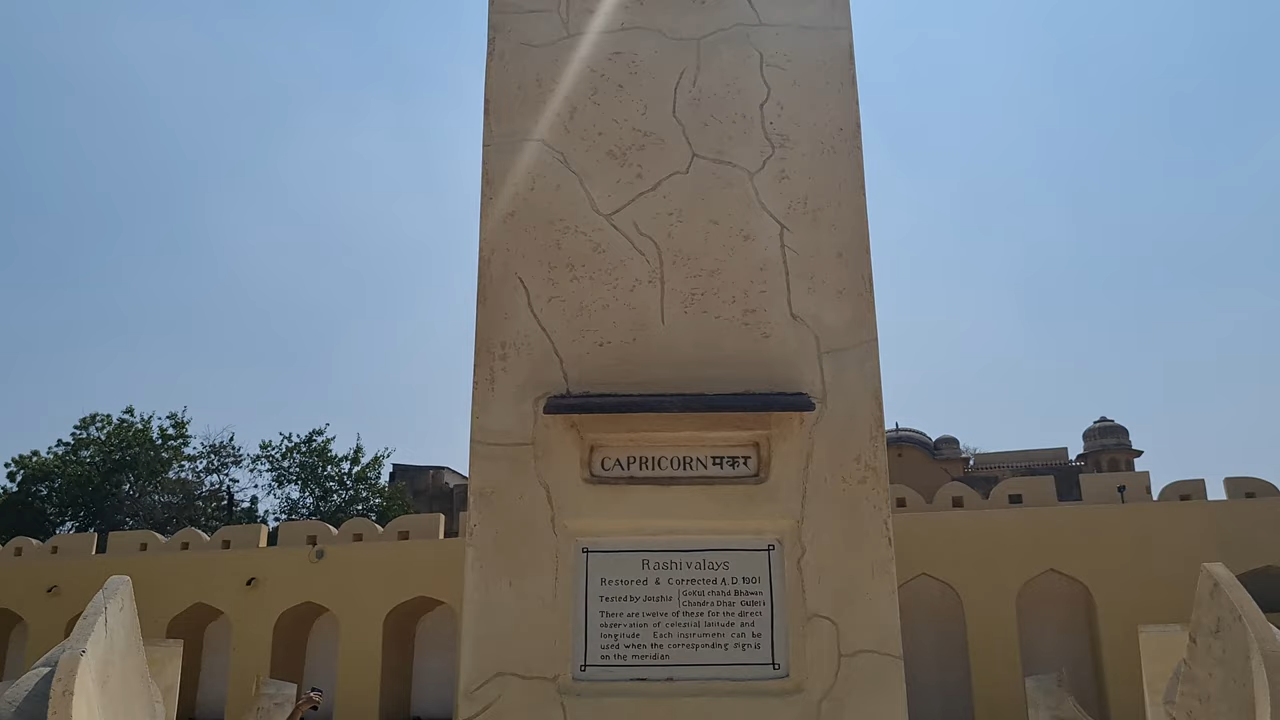 CAPRICORN मकर
Rashivalays
Restored & Corrected A.D 1901
Tested by Jotshis { Gokul chand Bhawan
Chandra Dhar Guleri
There are twelve of these for the direct
observation of celestial latitude and
longitude Each instrument can be
used when the corresponding sign is
on the meridian